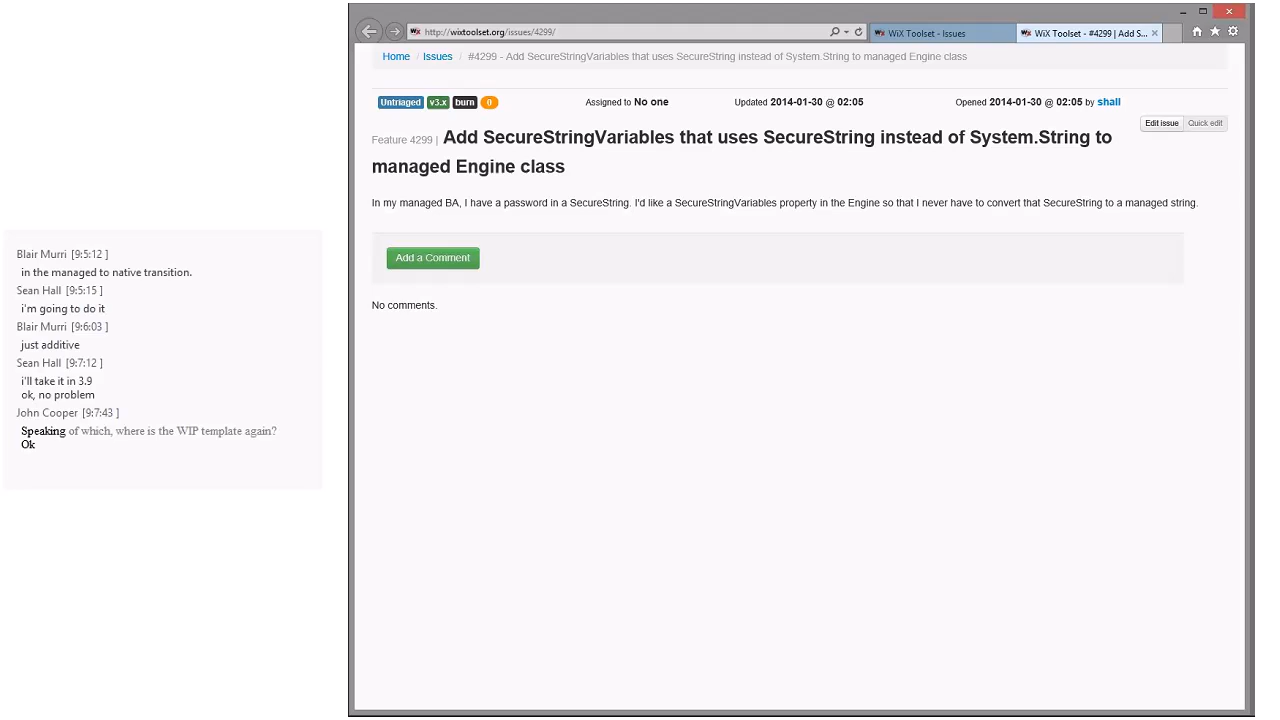 Blair Murri [9:5:12 ]
in the managed to native transition.
Sean Hall [9:5:15 ]
i'm going to do it
Blair Murri [9:6:03 ]
just additive
Sean Hall [9:7:12 ]
i'll take it in 3.9
ok, no problem
John Cooper [9:7:43 ]
Speaking of which, where is the WIP template again?
Ok
http://wixtoolset.org/issues/4299/
WiX Toolset - Issues
WiX Toolset - #4299 | Add S...
Home / Issues / #4299 - Add SecureStringVariables that uses SecureString instead of System.String to managed Engine class
Untriaged v3.x burn 0 Assigned to No one Updated 2014-01-30 @ 02:05 Opened 2014-01-30 @ 02:05 by shall
Edit issue Quick edit
Feature 4299 | Add SecureStringVariables that uses SecureString instead of System.String to
managed Engine class
In my managed BA, I have a password in a SecureString. I'd like a SecureStringVariables property in the Engine so that I never have to convert that SecureString to a managed string.
Add a Comment
No comments.